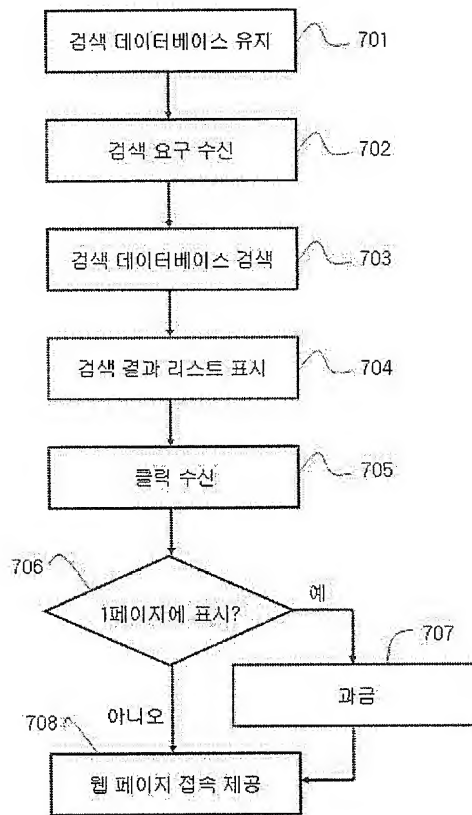 검색 데이터베이스 유지
701
검색 요구 수신
702
검색 데이터베이스 검색
703
검색 결과 리스트 표시
704
클릭 수신
705
706
1페이지에 표시?
예
707
과금
아니오
708
웹 페이지 접속 제공